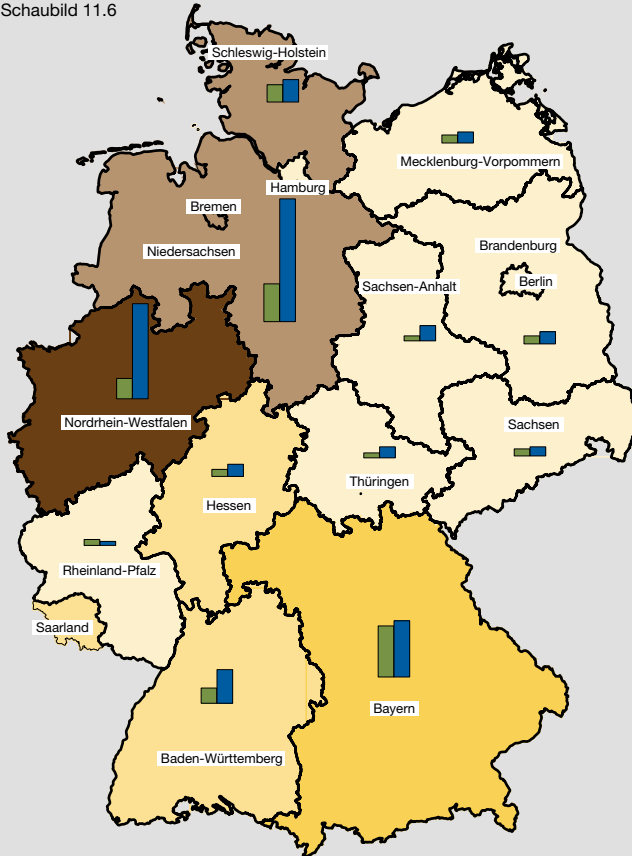 Schaubild 11.6
Schleswig-Holstein
Mecklenburg-Vorpommern
Hamburg
Bremen
Niedersachsen
Brandenburg
Berlin
Sachsen-Anhalt
Nordrhein-Westfalen
Sachsen
Thüringen
Hessen
Rheinland-Pfalz
Saarland
Bayern
Baden-Württemberg